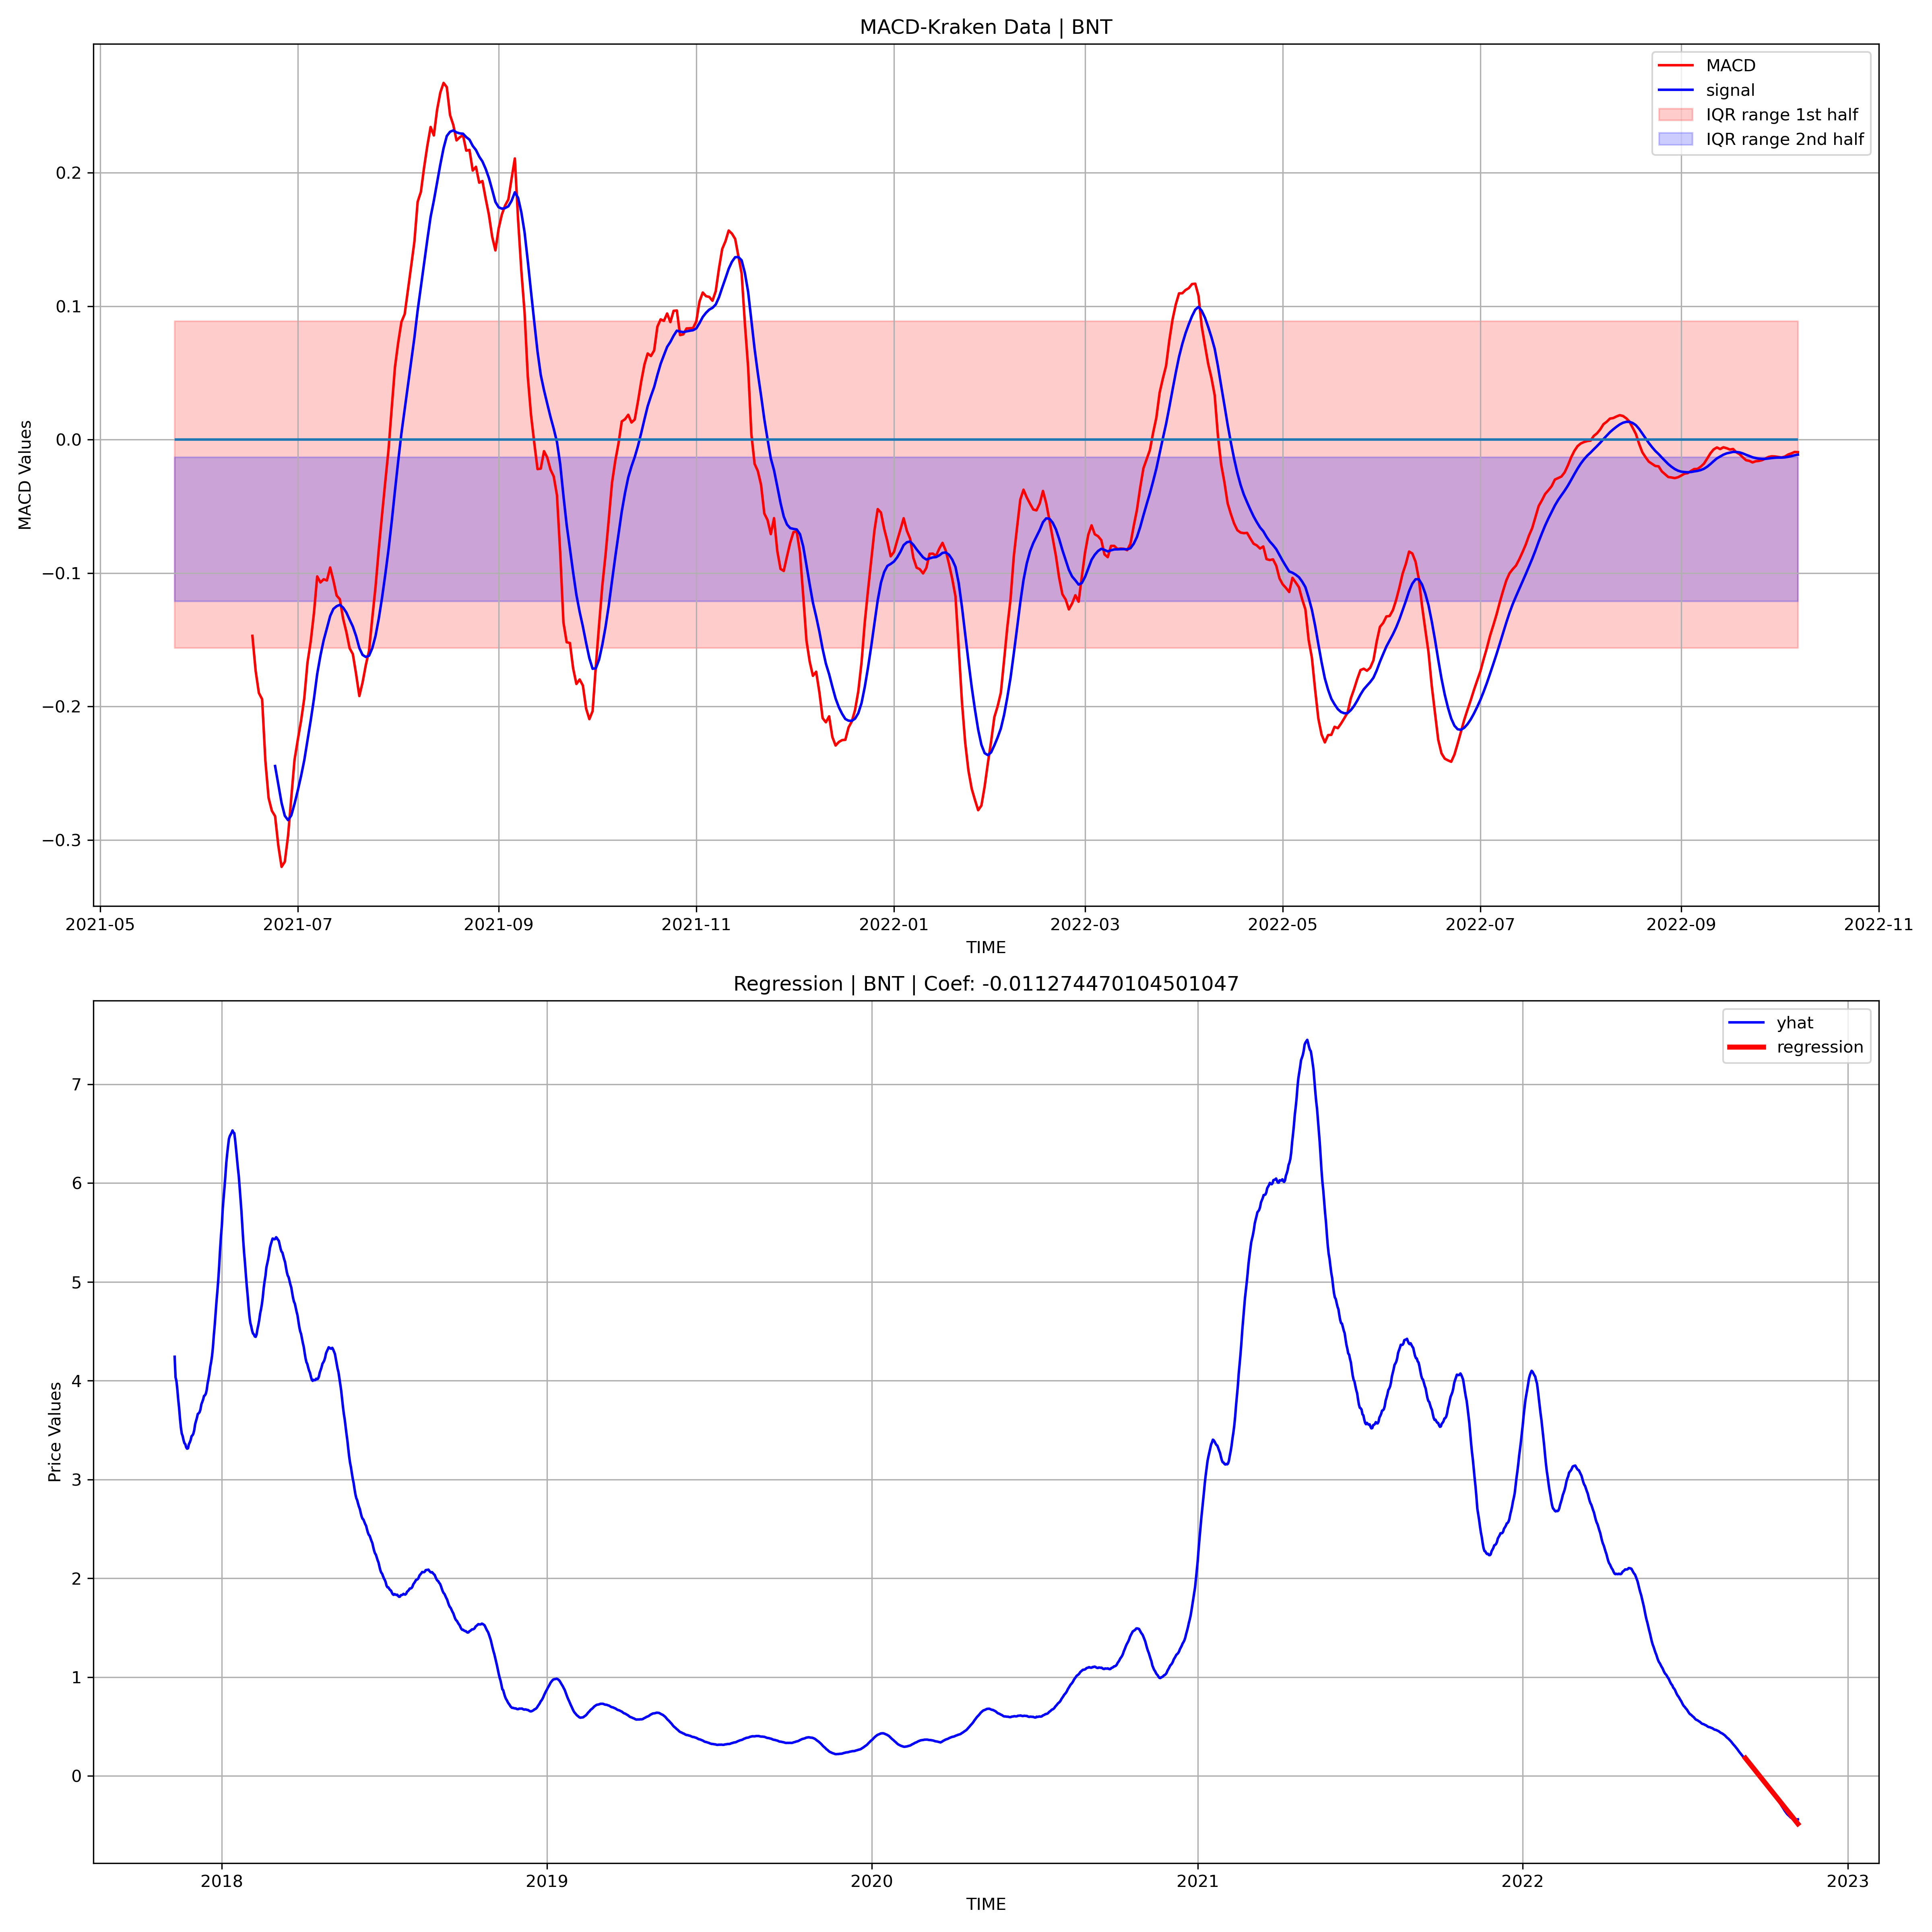 MACD-Kraken Data | BNT
MACD
signal
IQR range 1st half
IQR range 2nd half
MACD Values
0.2
0.1
0.0
−0.1
−0.2
−0.3
2021-05 2021-07 2021-09 2021-11 2022-01 2022-03 2022-05 2022-07 2022-09 2022-11
TIME
Regression | BNT | Coef: -0.011274470104501047
yhat
regression
Price Values
7
6
5
4
3
2
1
0
2018 2019 2020 2021 2022 2023
TIME